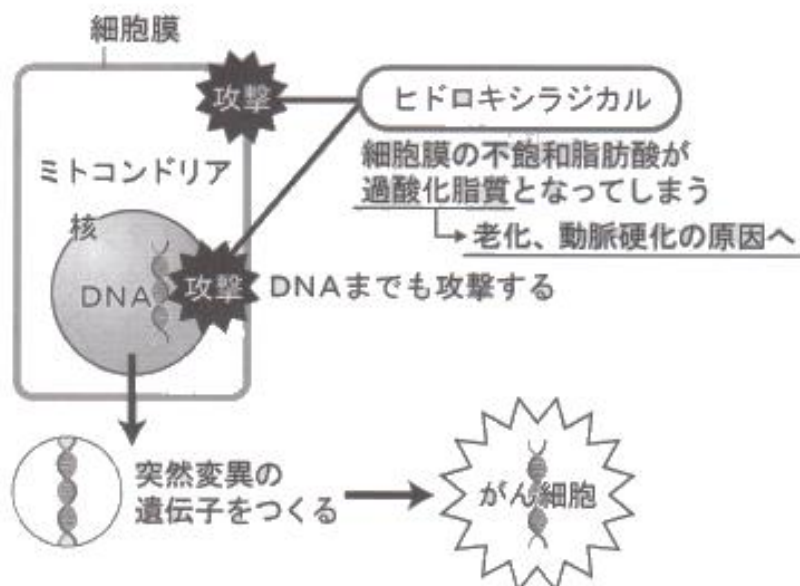 細胞膜
攻撃
ヒドロキシラジカル
細胞膜の不飽和脂肪酸が
過酸化脂質となってしまう
老化、動脈硬化の原因へ
ミトコンドリア
核
DNA
攻撃
DNAまでも攻撃する
突然変異の
遺伝子をつくる
がん細胞